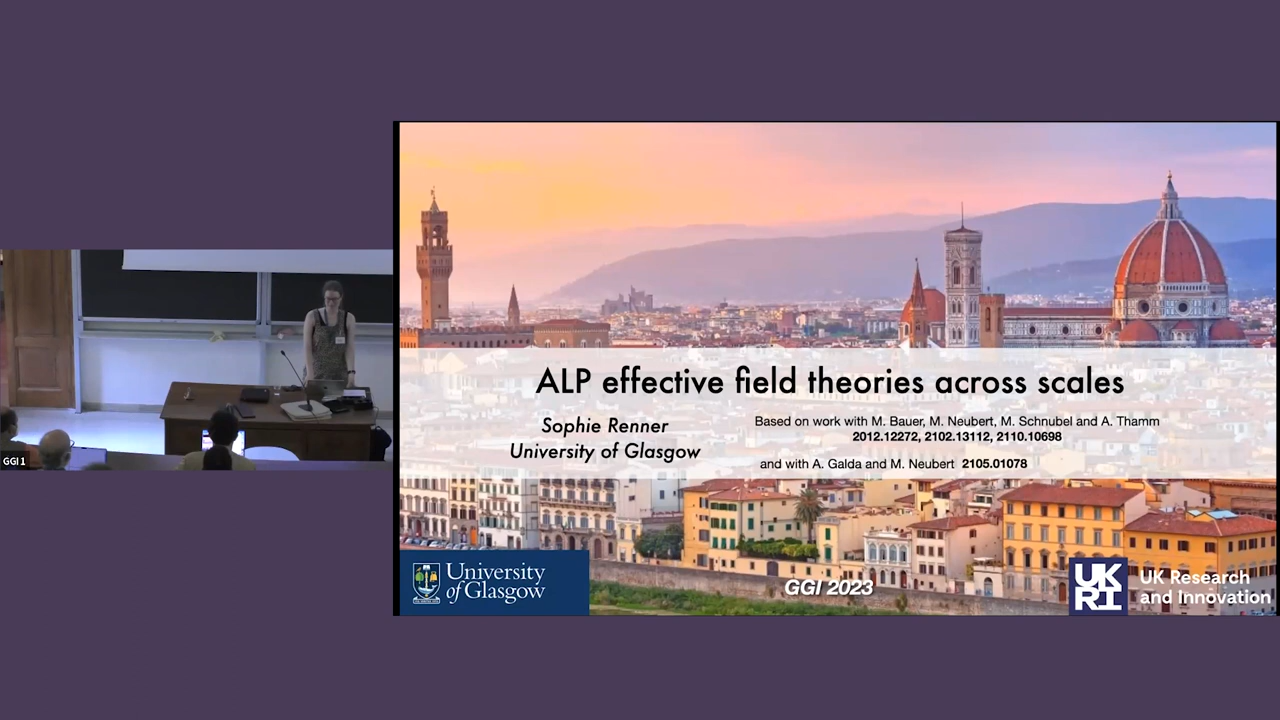 GGI 1
ALP effective field theories across scales
Sophie Renner
University of Glasgow
Based on work with M. Bauer, M. Neubert, M. Schnubel and A. Thamm
2012.12272, 2102.13112, 2110.10698
and with A. Galda and M. Neubert 2105.01078
University
of Glasgow
GGI 2023
UK
RI
UK Research
and Innovation